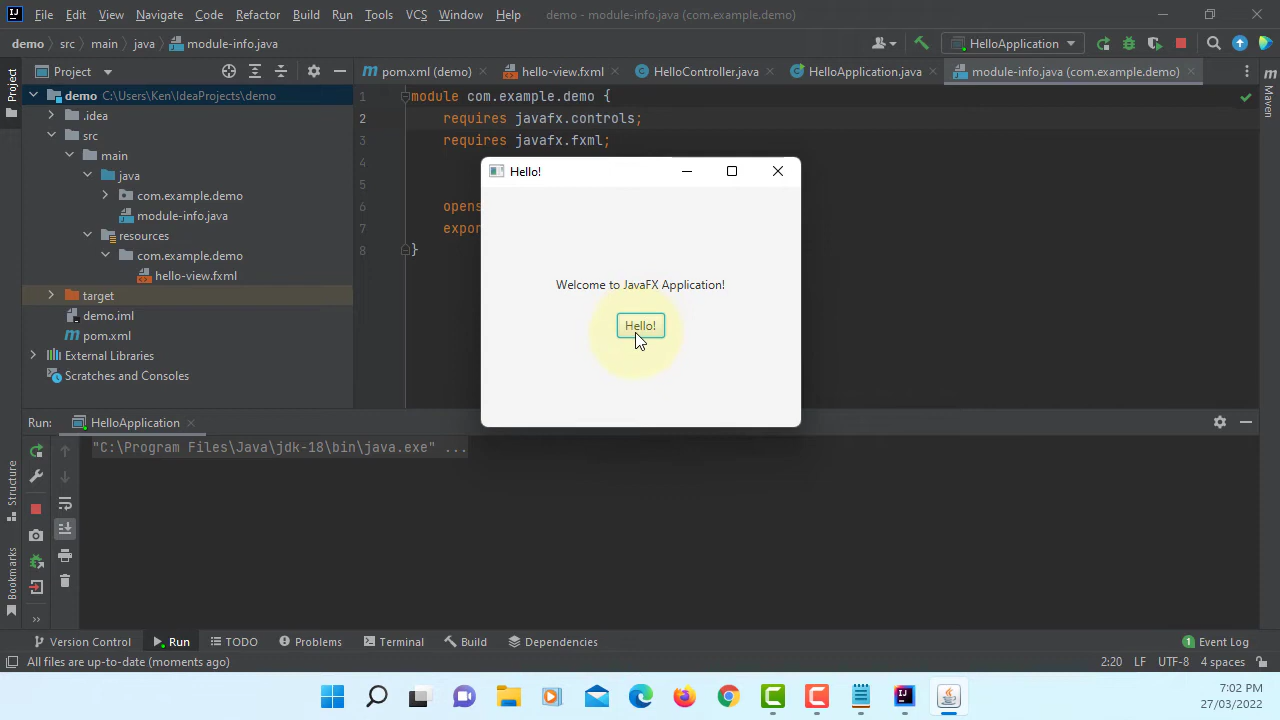 File Edit View Navigate Code Refactor Build Run Tools VCS Window Help demo - module-info.java (com.example.demo)
demo src main java module-info.java HelloApplication
Project pom.xml (demo) hello-view.fxml HelloController.java HelloApplication.java module-info.java (com.example.demo)
Project
Maven
demo C:\Users\Ken\IdeaProjects\demo
.idea
src
main
java
com.example.demo
module-info.java
resources
com.example.demo
hello-view.fxml
target
demo.iml
pom.xml
External Libraries
Scratches and Consoles
1 module com.example.demo {
2 requires javafx.controls;
3 requires javafx.fxml;
4
5
6 opens
7 expor
8 }
Hello!
Welcome to JavaFX Application!
Hello!
Run: HelloApplication
"C:\Program Files\Java\jdk-18\bin\java.exe" ...
Structure
Bookmarks
Version Control Run TODO Problems Terminal Build Dependencies 1 Event Log
All files are up-to-date (moments ago) 2:20 LF UTF-8 4 spaces
7:02 PM
27/03/2022